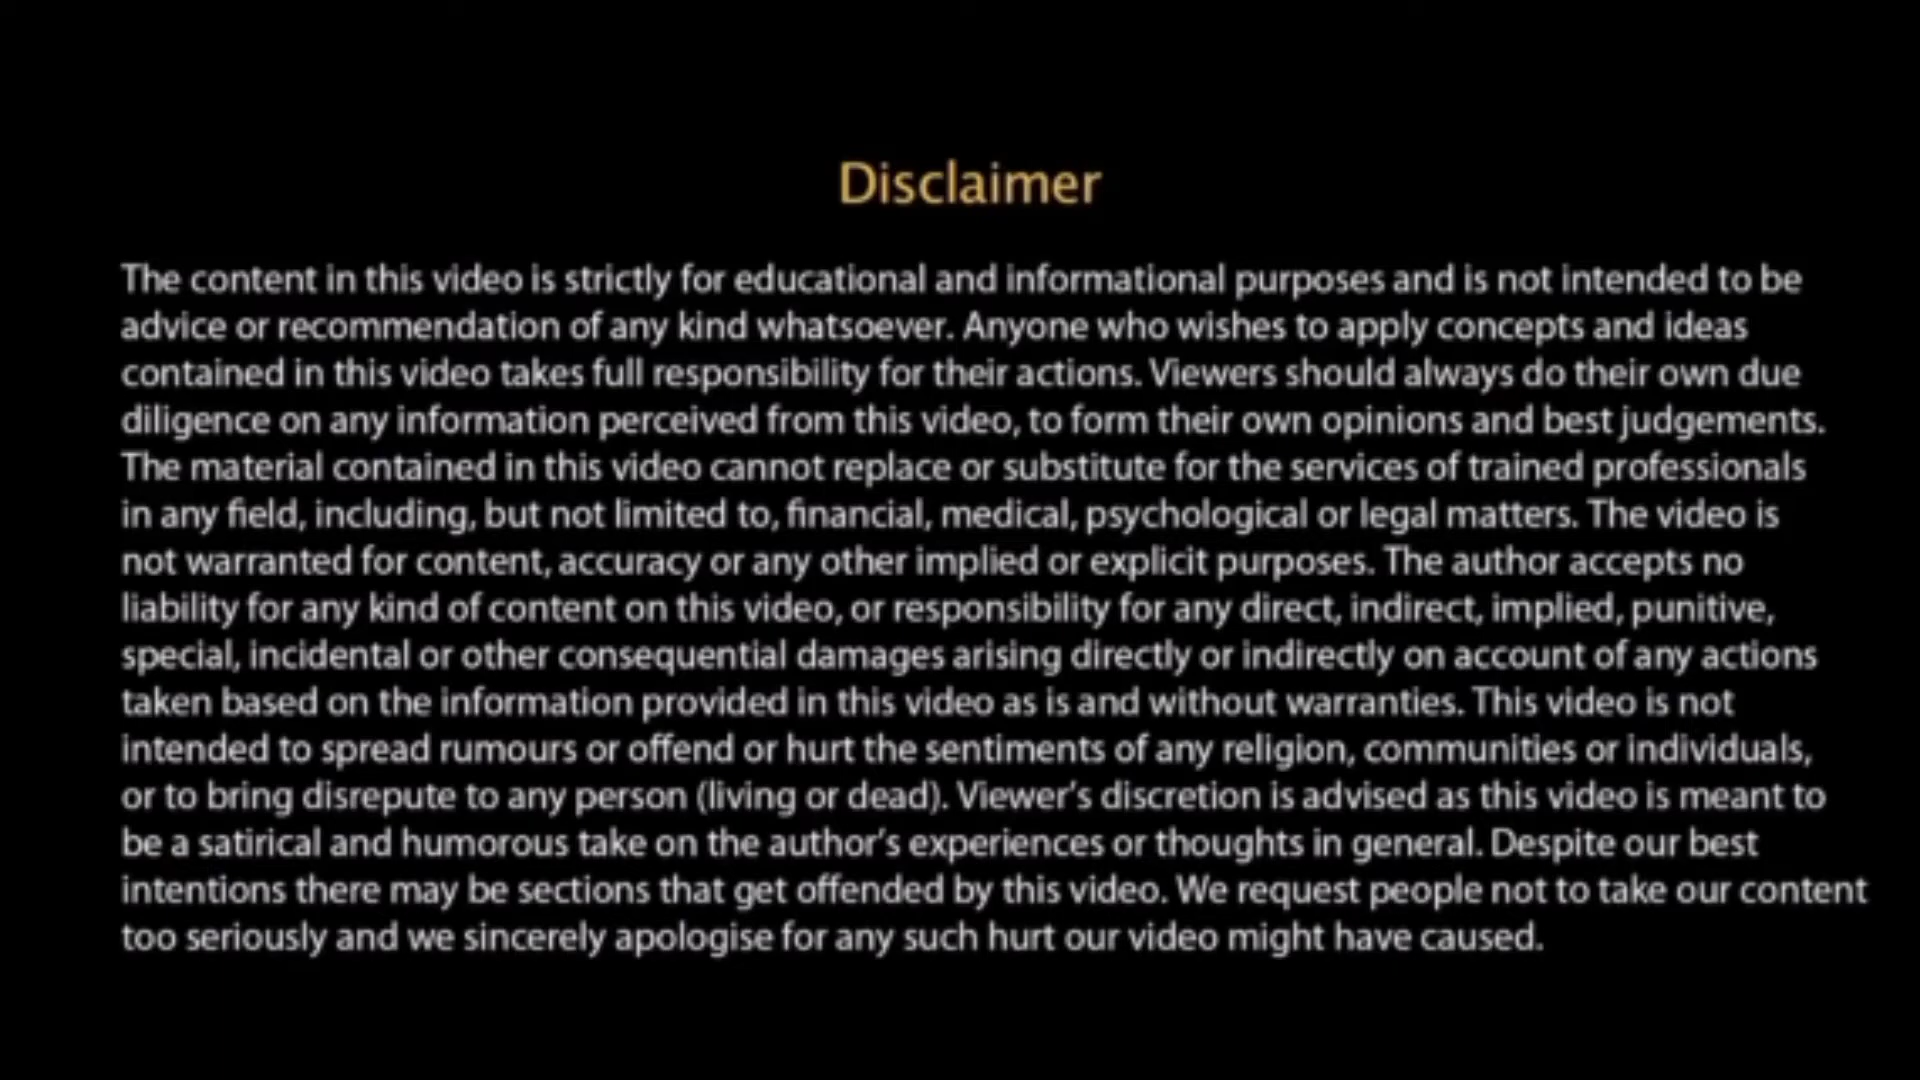 Disclaimer
The content in this video is strictly for educational and informational purposes and is not intended to be
advice or recommendation of any kind whatsoever. Anyone who wishes to apply concepts and ideas
contained in this video takes full responsibility for their actions. Viewers should always do their own due
diligence on any information perceived from this video, to form their own opinions and best judgements.
The material contained in this video cannot replace or substitute for the services of trained professionals
in any field, including, but not limited to, financial, medical, psychological or legal matters. The video is
not warranted for content, accuracy or any other implied or explicit purposes. The author accepts no
liability for any kind of content on this video, or responsibility for any direct, indirect, implied, punitive,
special, incidental or other consequential damages arising directly or indirectly on account of any actions
taken based on the information provided in this video as is and without warranties. This video is not
intended to spread rumours or offend or hurt the sentiments of any religion, communities or individuals,
or to bring disrepute to any person (living or dead). Viewer's discretion is advised as this video is meant to
be a satirical and humorous take on the author's experiences or thoughts in general. Despite our best
intentions there may be sections that get offended by this video. We request people not to take our content
too seriously and we sincerely apologise for any such hurt our video might have caused.